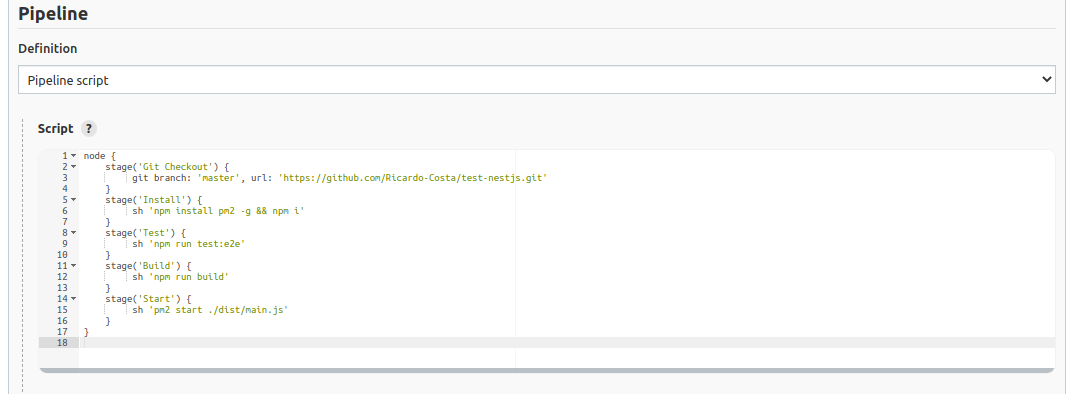 Pipeline
Definition
Pipeline script
Script ?
1 node {
2 stage('Git Checkout') {
3 git branch: 'master', url: 'https://github.com/Ricardo-Costa/test-nestjs.git'
4 }
5 stage('Install') {
6 sh 'npm install pm2 -g && npm i'
7 }
8 stage('Test') {
9 sh 'npm run test:e2e'
10 }
11 stage('Build') {
12 sh 'npm run build'
13 }
14 stage('Start') {
15 sh 'pm2 start ./dist/main.js'
16 }
17 }
18